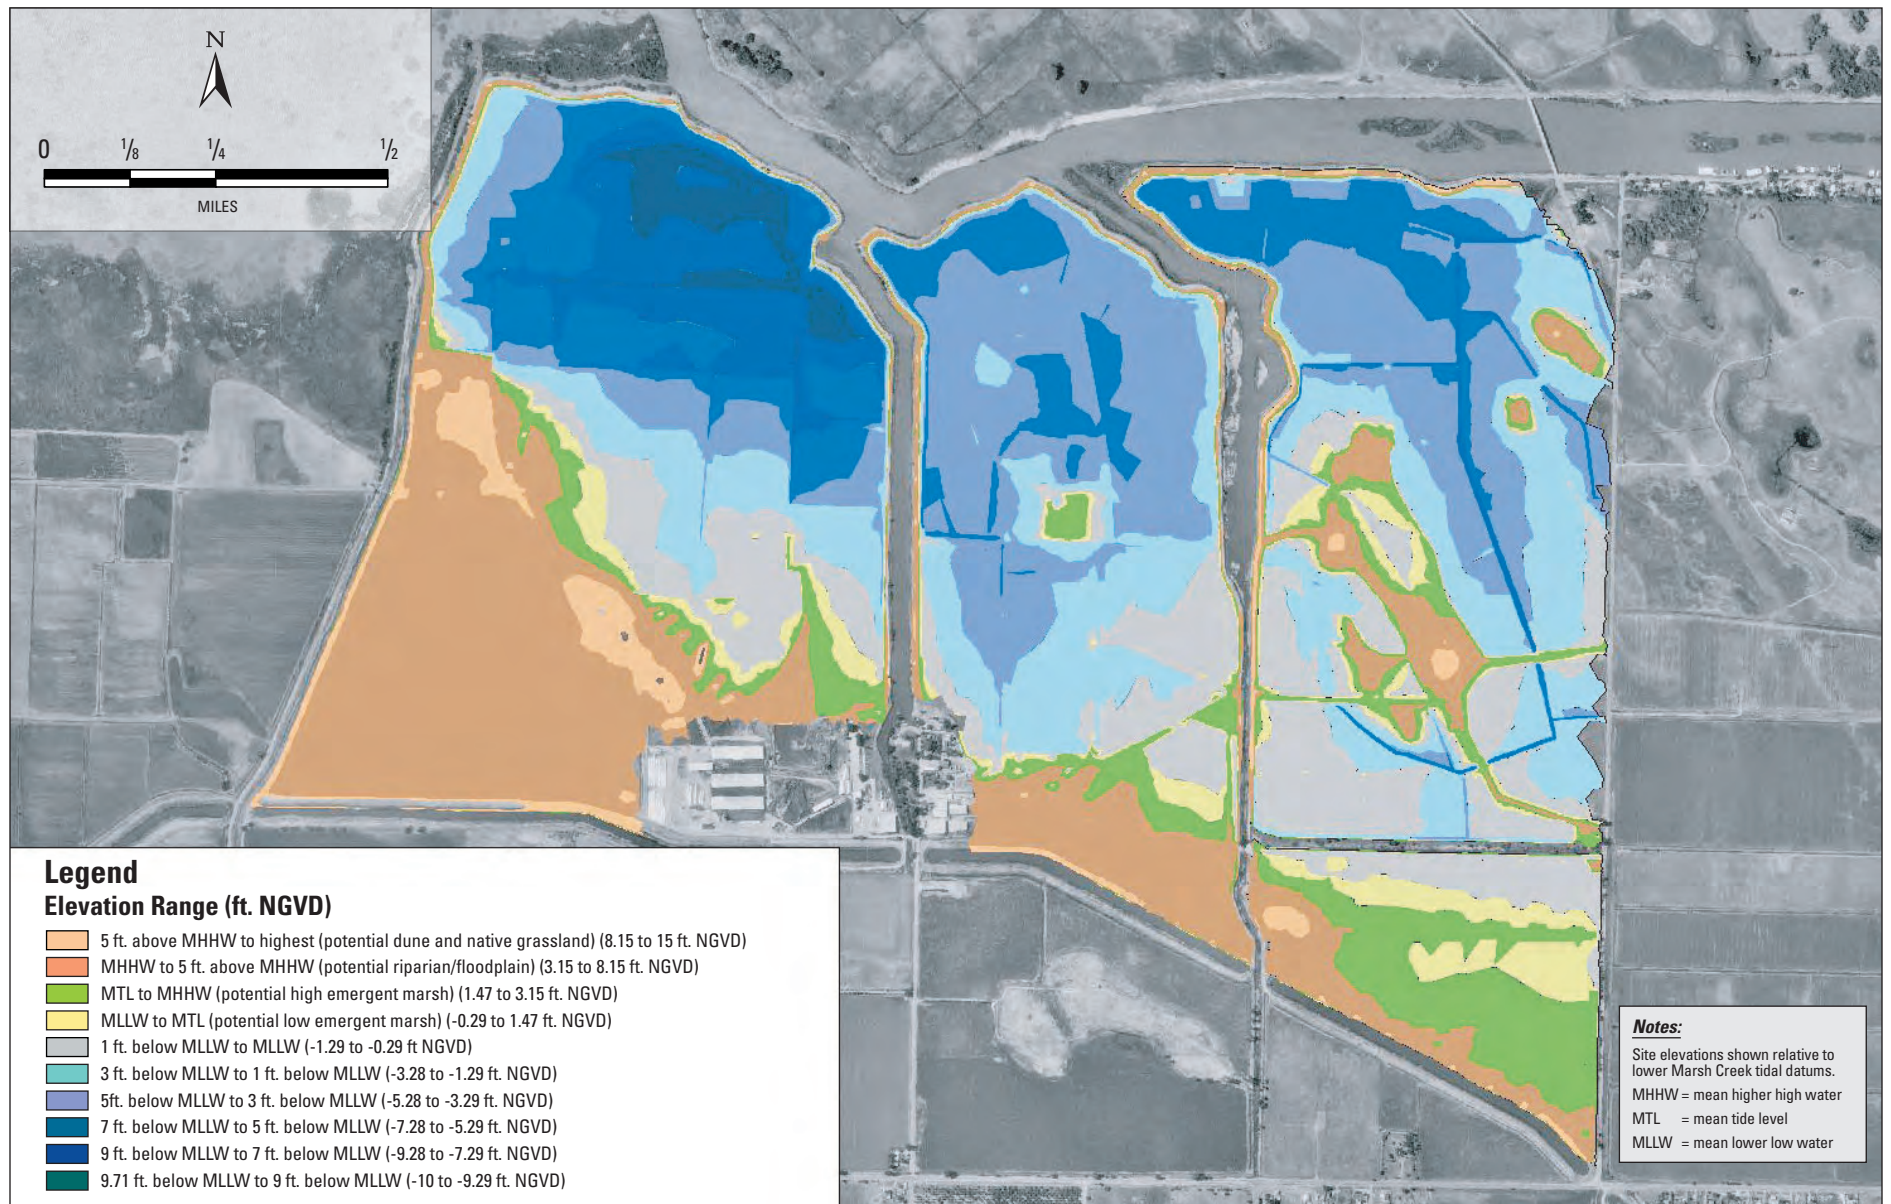 N
0 1/8 1/4 1/2
MILES
Legend
Elevation Range (ft. NGVD)
5 ft. above MHHW to highest (potential dune and native grassland) (8.15 to 15 ft. NGVD)
MHHW to 5 ft. above MHHW (potential riparian/floodplain) (3.15 to 8.15 ft. NGVD)
MTL to MHHW (potential high emergent marsh) (1.47 to 3.15 ft. NGVD)
MLLW to MTL (potential low emergent marsh) (-0.29 to 1.47 ft. NGVD)
1 ft. below MLLW to MLLW (-1.29 to -0.29 ft NGVD)
3 ft. below MLLW to 1 ft. below MLLW (-3.28 to -1.29 ft. NGVD)
5ft. below MLLW to 3 ft. below MLLW (-5.28 to -3.29 ft. NGVD)
7 ft. below MLLW to 5 ft. below MLLW (-7.28 to -5.29 ft. NGVD)
9 ft. below MLLW to 7 ft. below MLLW (-9.28 to -7.29 ft. NGVD)
9.71 ft. below MLLW to 9 ft. below MLLW (-10 to -9.29 ft. NGVD)
Notes:
Site elevations shown relative to
lower Marsh Creek tidal datums.
MHHW = mean higher high water
MTL = mean tide level
MLLW = mean lower low water